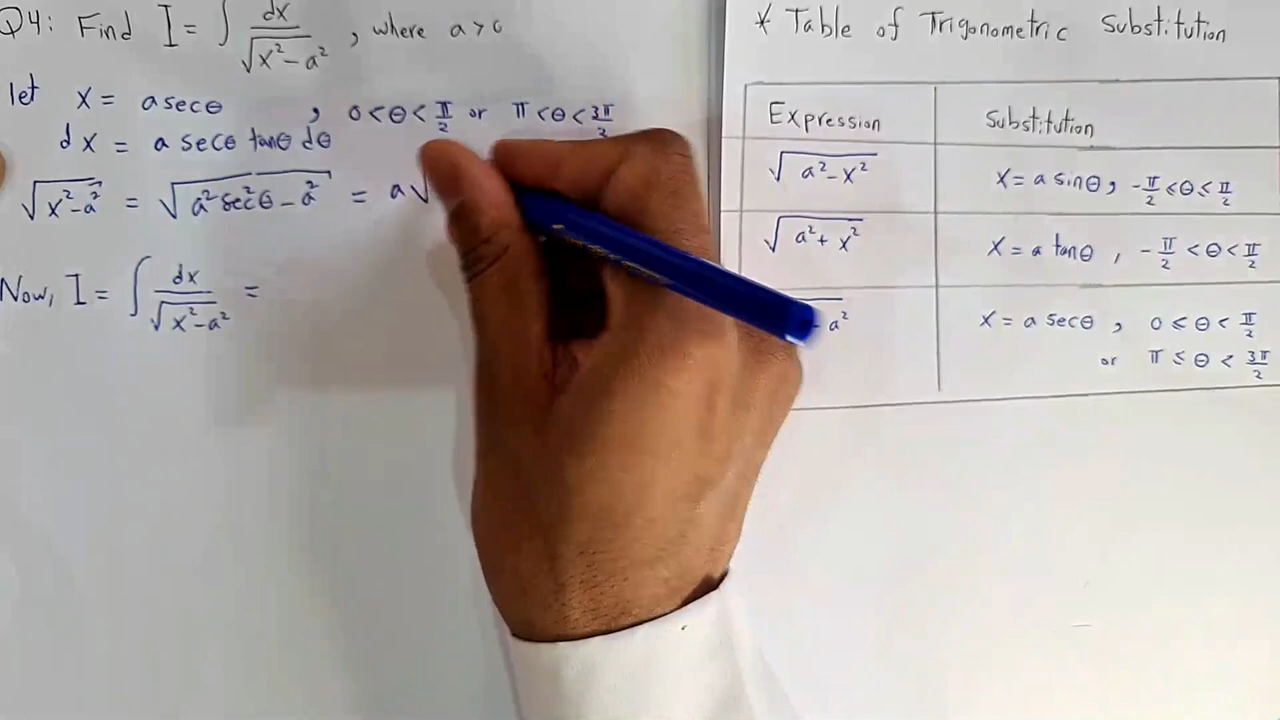 Q4: Find I = ∫ dx / √(x² - a²) , where a > 0
let x = a secθ , 0 < θ < π/2 or π < θ < 3π/2
dx = a secθ tanθ dθ
√(x² - a²) = √(a² sec²θ - a²) = a√
Now, I = ∫ dx / √(x² - a²) =
* Table of Trigonometric Substitution
Expression Substitution
√(a² - x²) x = a sinθ, -π/2 ≤ θ ≤ π/2
√(a² + x²) x = a tanθ , -π/2 < θ < π/2
- a² x = a secθ , 0 ≤ θ < π/2
or π ≤ θ < 3π/2